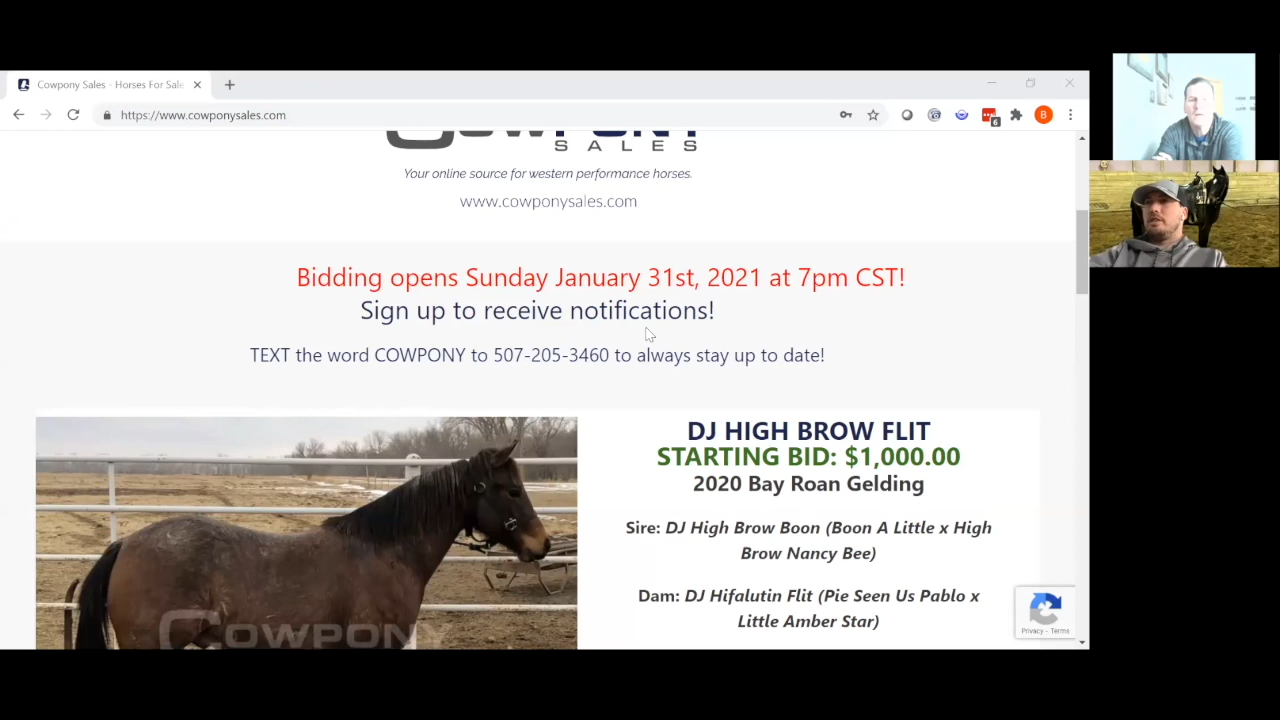 Cowpony Sales - Horses For Sale
https://www.cowponysales.com
COWPONY
SALES
Your online source for western performance horses.
www.cowponysales.com
Bidding opens Sunday January 31st, 2021 at 7pm CST!
Sign up to receive notifications!
TEXT the word COWPONY to 507-205-3460 to always stay up to date!
DJ HIGH BROW FLIT
STARTING BID: $1,000.00
2020 Bay Roan Gelding
Sire: DJ High Brow Boon (Boon A Little x High
Brow Nancy Bee)
Dam: DJ Hifalutin Flit (Pie Seen Us Pablo x
Little Amber Star)
COWPONY
Privacy - Terms
B
6